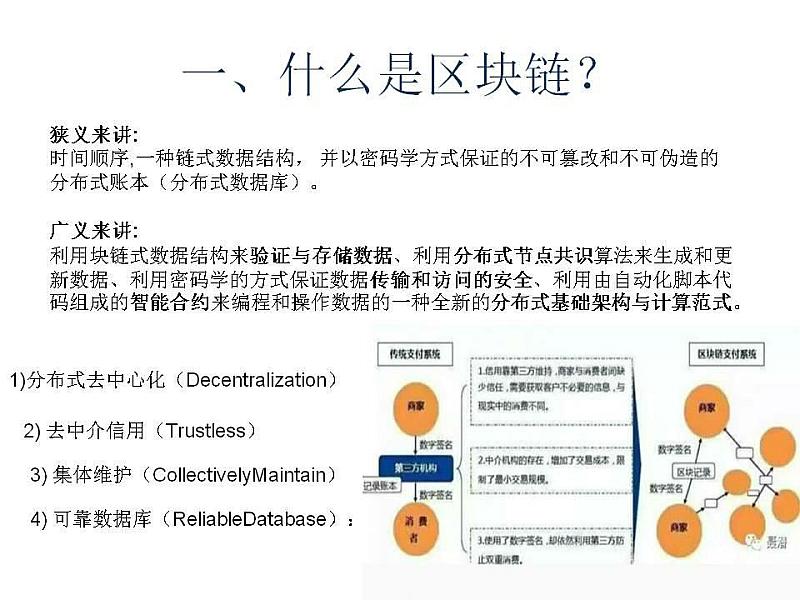 一、什么是区块链？
狭义来讲:
时间顺序,一种链式数据结构， 并以密码学方式保证的不可篡改和不可伪造的
分布式账本（分布式数据库）。
广义来讲:
利用块链式数据结构来验证与存储数据、利用分布式节点共识算法来生成和更
新数据、利用密码学的方式保证数据传输和访问的安全、利用由自动化脚本代
码组成的智能合约来编程和操作数据的一种全新的分布式基础架构与计算范式。
1)分布式去中心化（Decentralization）
2) 去中介信用（Trustless）
3) 集体维护（CollectivelyMaintain）
4) 可靠数据库（ReliableDatabase）：
传统支付系统
商家
数字签名
第三方机构
记录账本
数字签名
消 费
者
1.信用靠第三方维持，商家与消费者间缺
少信任，需要获取客户不必要的信息，与
现实中的消费不同。
2.中介机构的存在，增加了交易成本，限
制了最小交易规模。
3.使用了数字签名，却依然利用第三方防
止双重消费。
区块链支付系统
商家
数字签名
区块记录
数字签名
商家